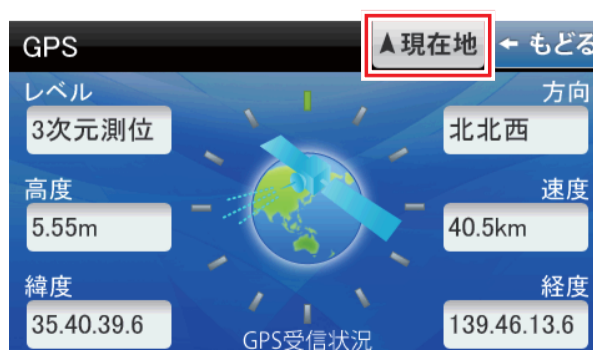 GPS
現在地
もどる
レベル
方向
3次元測位
北北西
高度
速度
5.55m
40.5km
緯度
経度
35.40.39.6
139.46.13.6
GPS受信状況